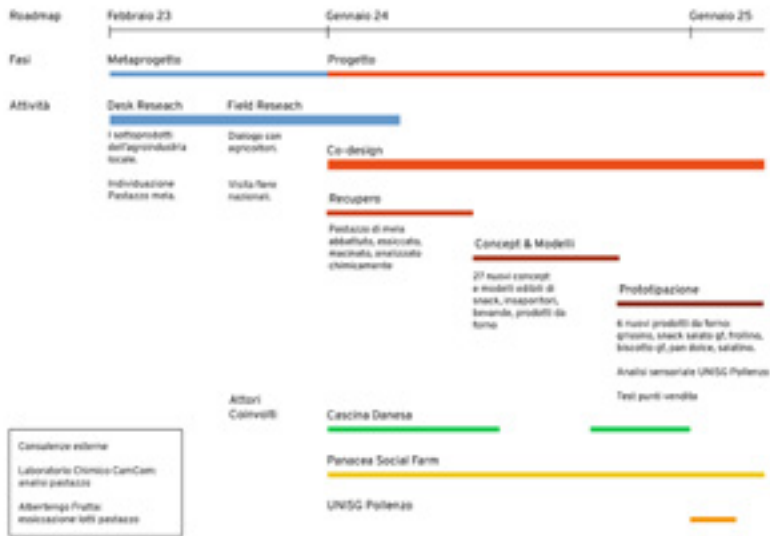 Roadmap
Febbraio 23
Gennaio 24
Gennaio 25
Fasi
Metaprogetto
Progetto
Attività
Desk Reseach
Field Reseach
I sottoprodotti
dell'agroindustria
locale.
Individuazione
Pastazzo mela.
Dialogo con
agricoltori.
Visita fiere
nazionali.
Co-design
Recupero
Pastazzo di mela
abbattuto, essiccato,
macinato, analizzato
chimicamente
Concept & Modelli
27 nuovi concept
e modelli edibili di
snack, insaporitori,
bevande, prodotti da
forno
Prototipazione
6 nuovi prodotti da forno:
grissino, snack salato gf, frollino,
biscotto gf, pan dolce, salatino.
Analisi sensoriale UNISG Pollenzo
Test punti vendita
Attori
Coinvolti
Cascina Danesa
Panacea Social Farm
UNISG Pollenzo
Consulenze esterne
Laboratorio Chimico CamCom:
analisi pastazzo
Albertengo Frutta:
essiccazione lotti pastazzo